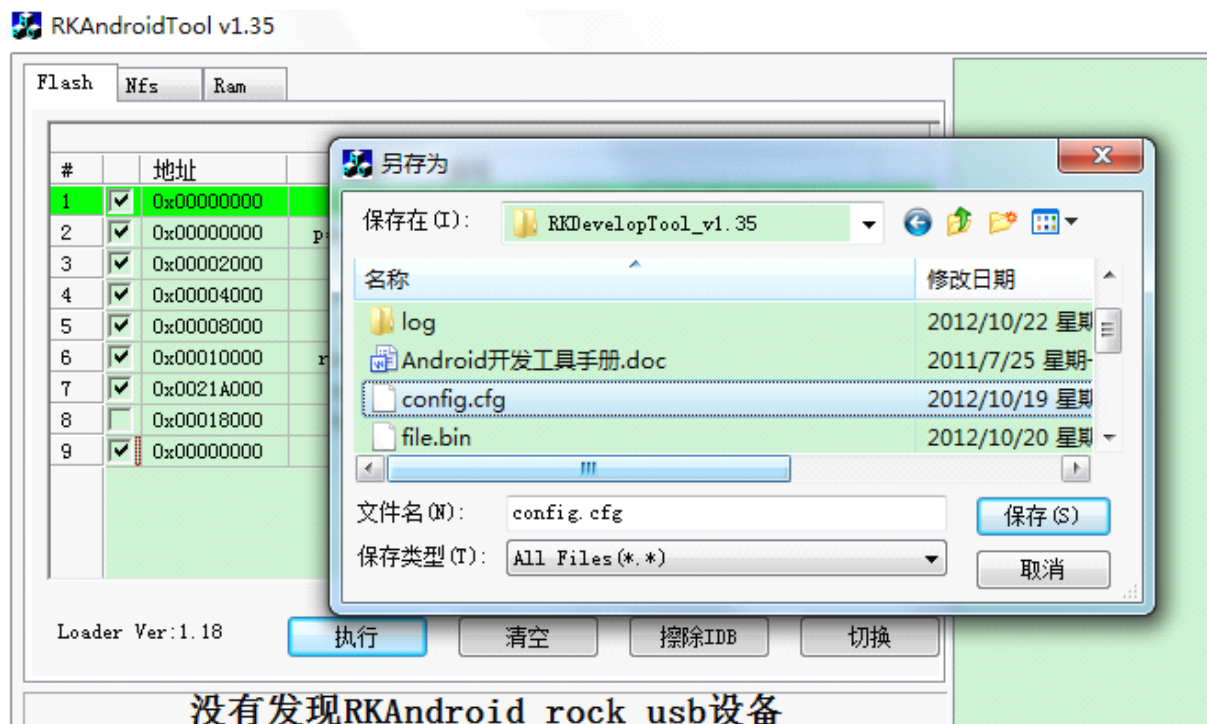 RKAndroidTool v1.35
Flash Nfs Ram
# 地址
1 0x00000000
2 0x00000000
3 0x00002000
4 0x00004000
5 0x00008000
6 0x00010000
7 0x0021A000
8 0x00018000
9 0x00000000
另存为
保存在(I): RKDevelopTool_v1.35
名称 修改日期
log 2012/10/22 星期
Android开发工具手册.doc 2011/7/25 星期
config.cfg 2012/10/19 星期
file.bin 2012/10/20 星期
文件名(N): config.cfg 保存(S)
保存类型(T): All Files(*.*) 取消
Loader Ver:1.18 执行 清空 擦除IDB 切换
没有发现RKAndroid rock usb设备